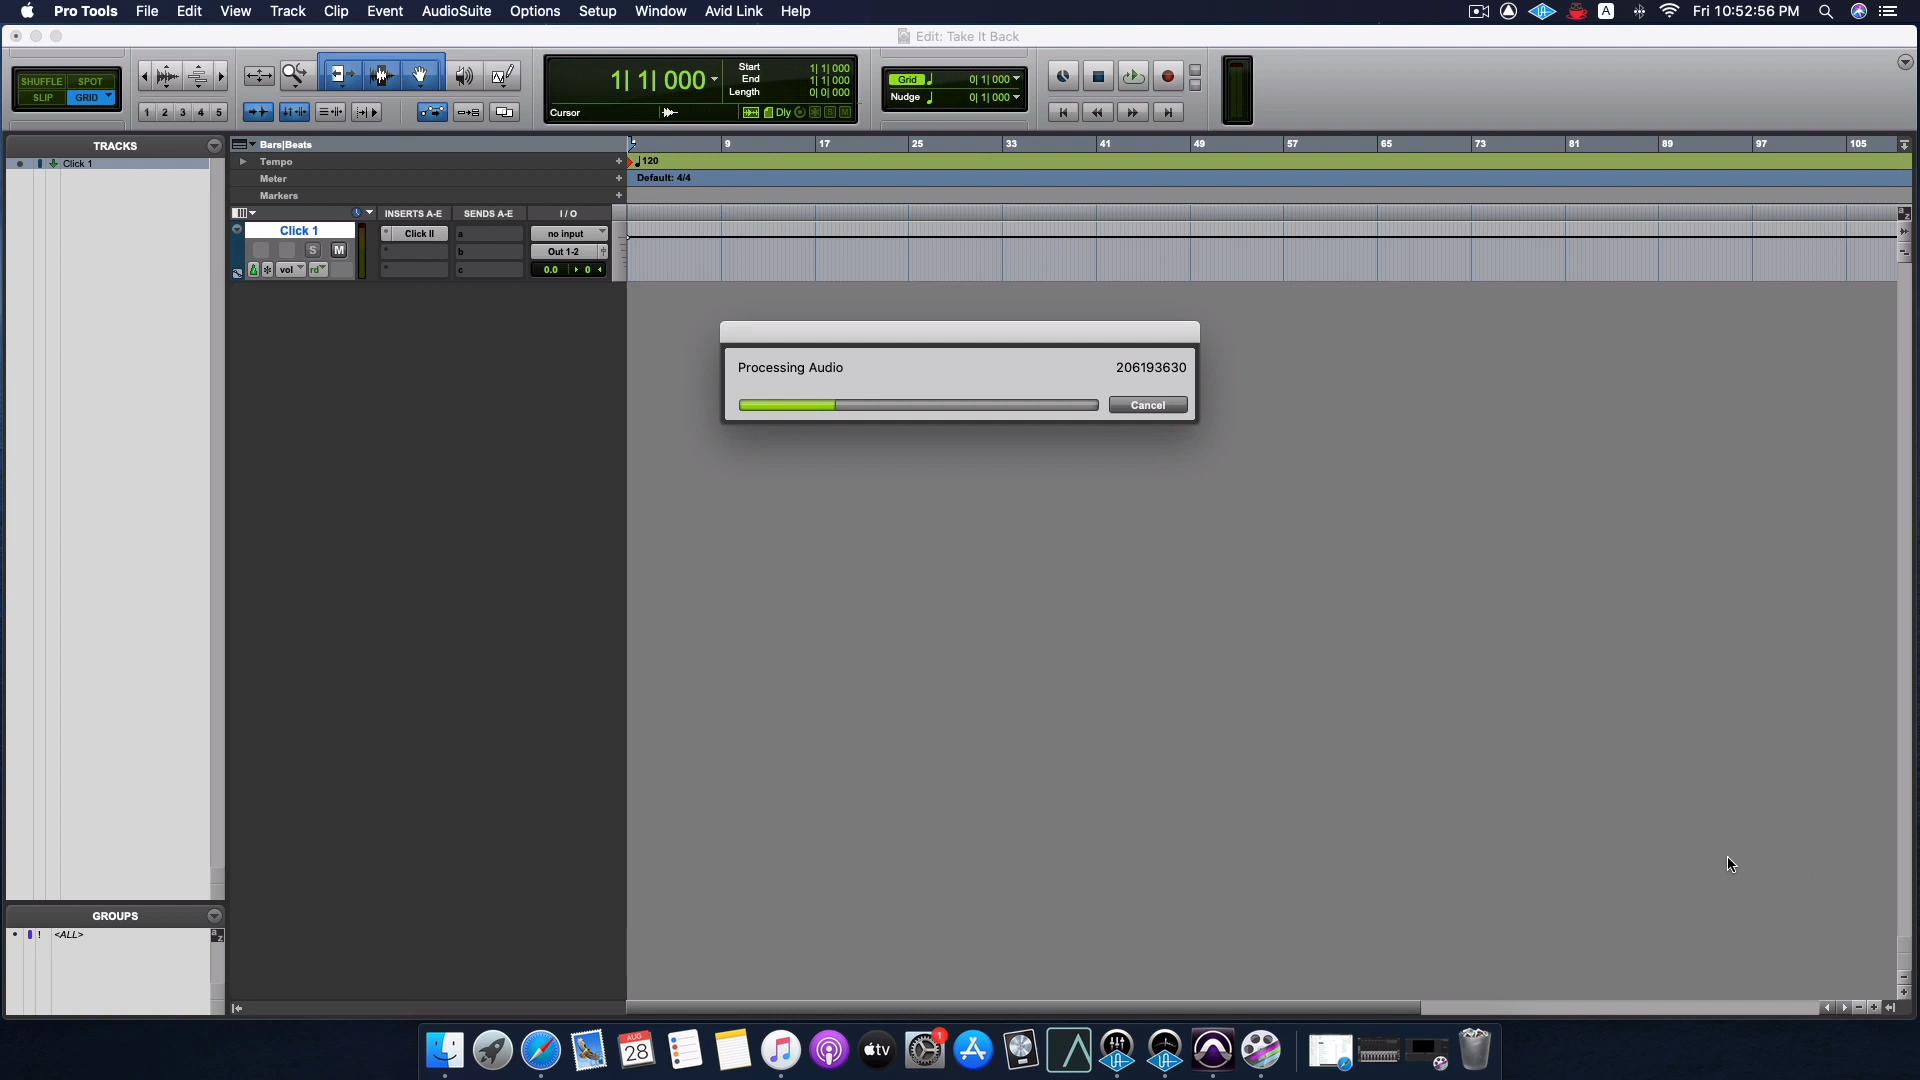 Pro Tools File Edit View Track Clip Event AudioSuite Options Setup Window Avid Link Help
A Fri 10:52:56 PM
Edit: Take It Back
SHUFFLE SPOT
SLIP GRID
1 2 3 4 5
1| 1| 000
Start 1| 1| 000
End 1| 1| 000
Length 0| 0| 000
Cursor
Dly S M
Grid 0| 1| 000
Nudge 0| 1| 000
TRACKS
Click 1
Bars|Beats
9 17 25 33 41 49 57 65 73 81 89 97 105
Tempo +
120
Meter +
Default: 4/4
Markers +
INSERTS A-E SENDS A-E I / O
Click 1
S M
vol rd
Click II
a
b
c
no input
Out 1-2
0.0 0
Processing Audio 206193630
Cancel
GROUPS
! <ALL>
a z
AUG
28
tv
1